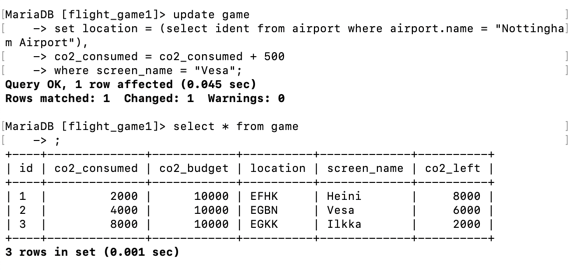 [MariaDB [flight_game1]> update game ]
[ -> set location = (select ident from airport where airport.name = "Nottingha]
m Airport"),
[ -> co2_consumed = co2_consumed + 500 ]
[ -> where screen_name = "Vesa"; ]
Query OK, 1 row affected (0.045 sec)
Rows matched: 1 Changed: 1 Warnings: 0
[MariaDB [flight_game1]> select * from game ]
[ -> ; ]
+----+--------------+------------+----------+-------------+----------+
| id | co2_consumed | co2_budget | location | screen_name | co2_left |
+----+--------------+------------+----------+-------------+----------+
| 1 | 2000 | 10000 | EFHK | Heini | 8000 |
| 2 | 4000 | 10000 | EGBN | Vesa | 6000 |
| 3 | 8000 | 10000 | EGKK | Ilkka | 2000 |
+----+--------------+------------+----------+-------------+----------+
3 rows in set (0.001 sec)